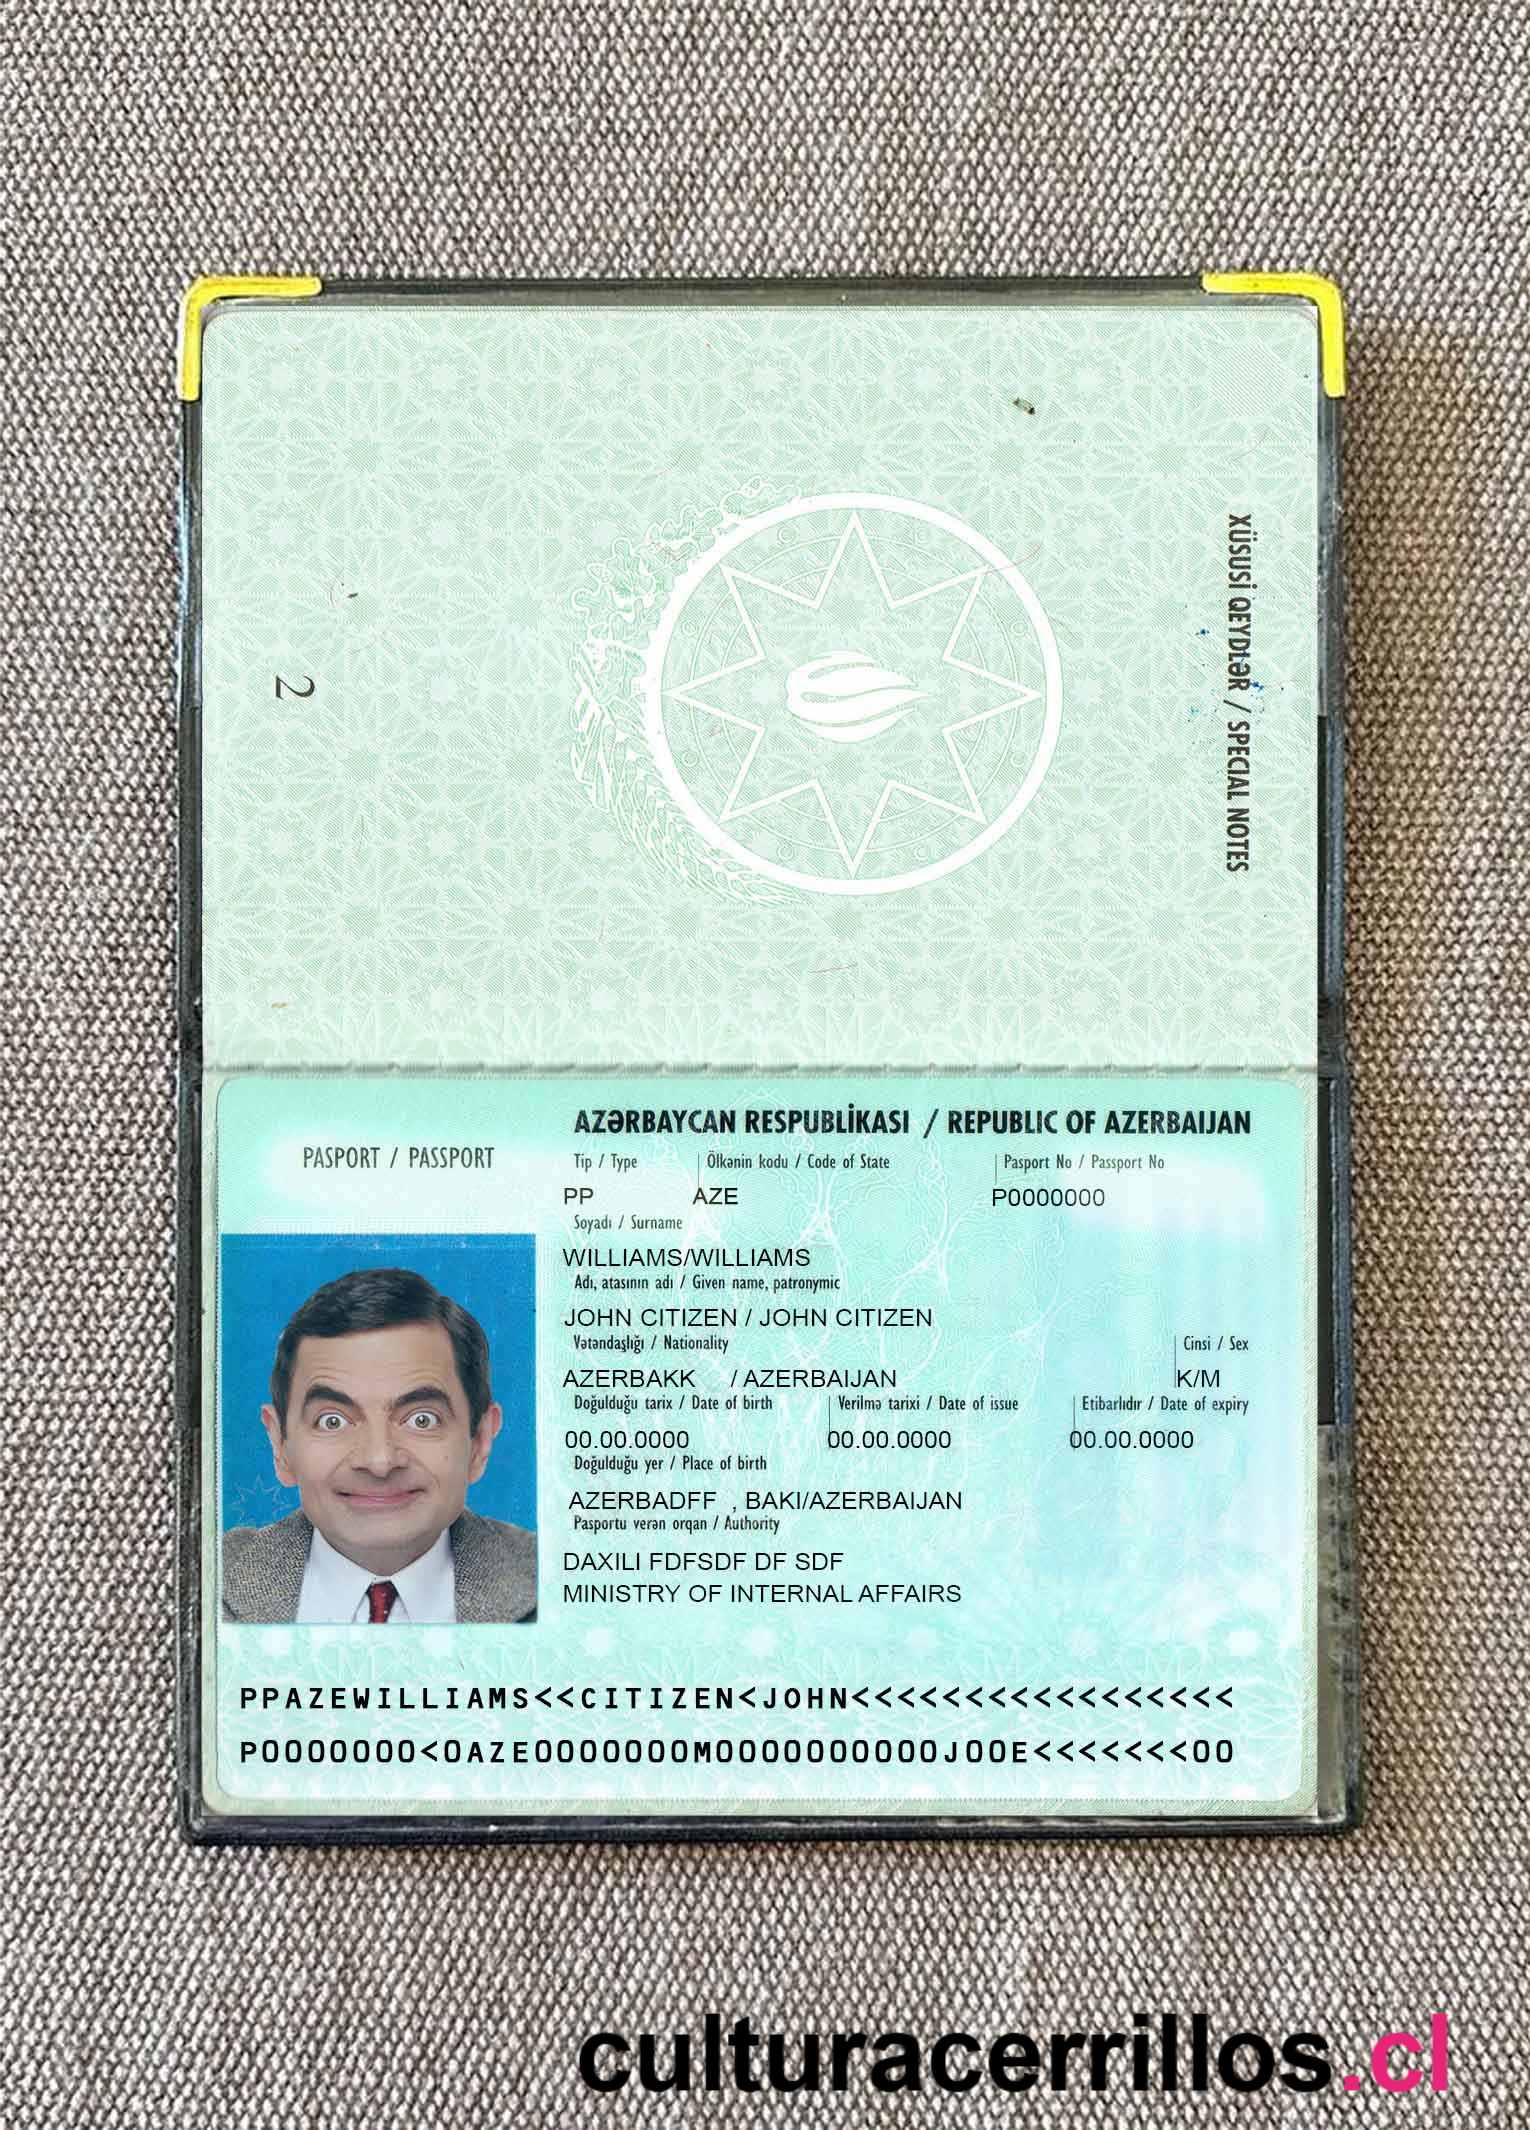 XÜSUSİ QEYDLƏR / SPECIAL NOTES
2
AZƏRBAYCAN RESPUBLİKASI / REPUBLIC OF AZERBAIJAN
PASPORT / PASSPORT
Tip / Type Ölkənin kodu / Code of State Pasport No / Passport No
PP AZE P0000000
Soyadı / Surname
WILLIAMS/WILLIAMS
Adı, atasının adı / Given name, patronymic
JOHN CITIZEN / JOHN CITIZEN
Vətəndaşlığı / Nationality Cinsi / Sex
AZERBAKK / AZERBAIJAN K/M
Doğulduğu tarix / Date of birth Verilmə tarixi / Date of issue Etibarlıdır / Date of expiry
00.00.0000 00.00.0000 00.00.0000
Doğulduğu yer / Place of birth
AZERBADFF , BAKI/AZERBAIJAN
Pasportu verən orqan / Authority
DAXILI FDFSDF DF SDF
MINISTRY OF INTERNAL AFFAIRS
PPAZEWILLIAMS<<CITIZEN<JOHN<<<<<<<<<<<<<<<<<
P0000000<0AZE0000000M00000000000J00E<<<<<<<00
culturacerrillos.cl